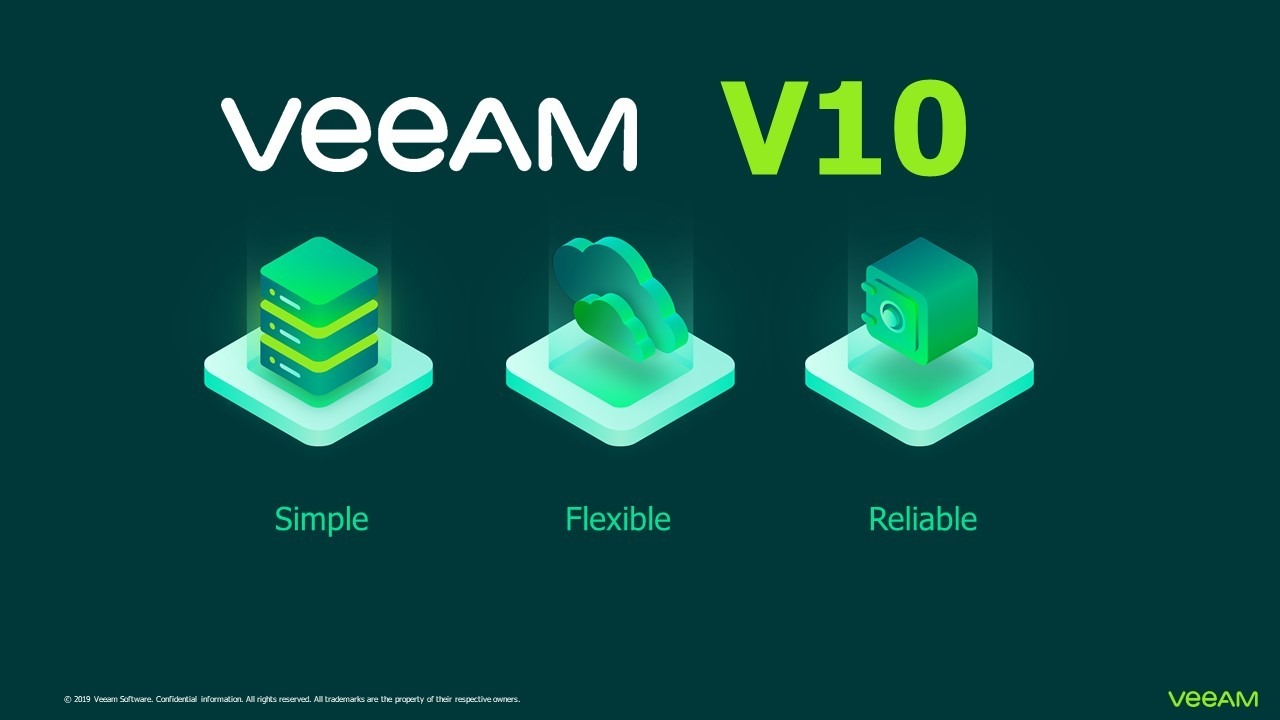 veeAM V10
Simple Flexible Reliable
© 2019 Veeam Software. Confidential information. All rights reserved. All trademarks are the property of their respective owners.
veeAM